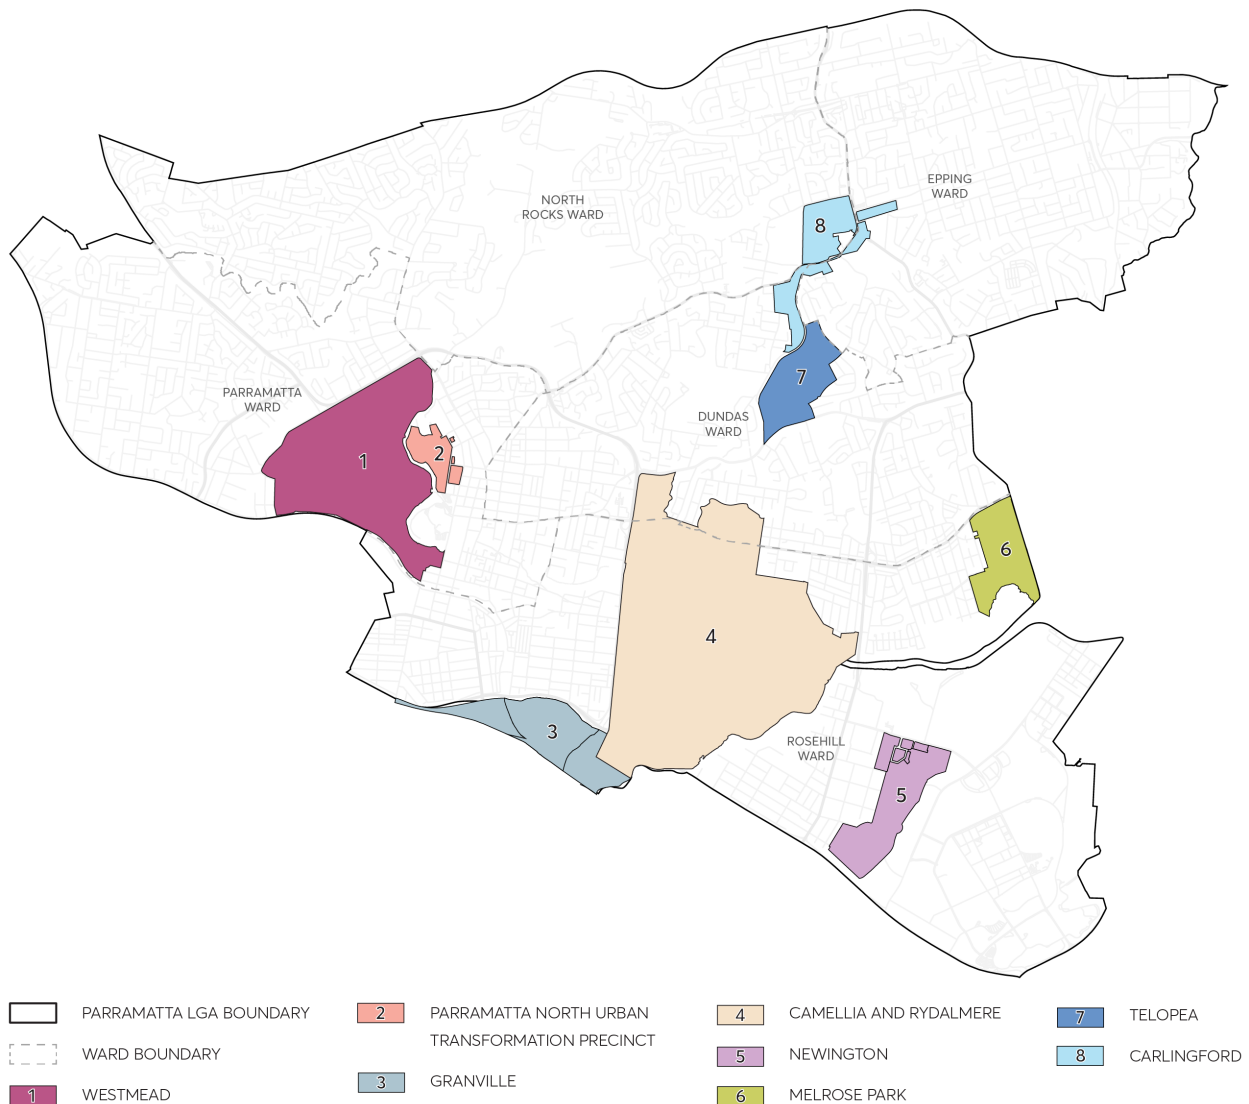 NORTH
ROCKS WARD
EPPING
WARD
8
PARRAMATTA
WARD
7
DUNDAS
WARD
1
2
6
4
3
ROSEHILL
WARD
5
PARRAMATTA LGA BOUNDARY
WARD BOUNDARY
1 WESTMEAD
2 PARRAMATTA NORTH URBAN
TRANSFORMATION PRECINCT
3 GRANVILLE
4 CAMELLIA AND RYDALMERE
5 NEWINGTON
6 MELROSE PARK
7 TELOPEA
8 CARLINGFORD